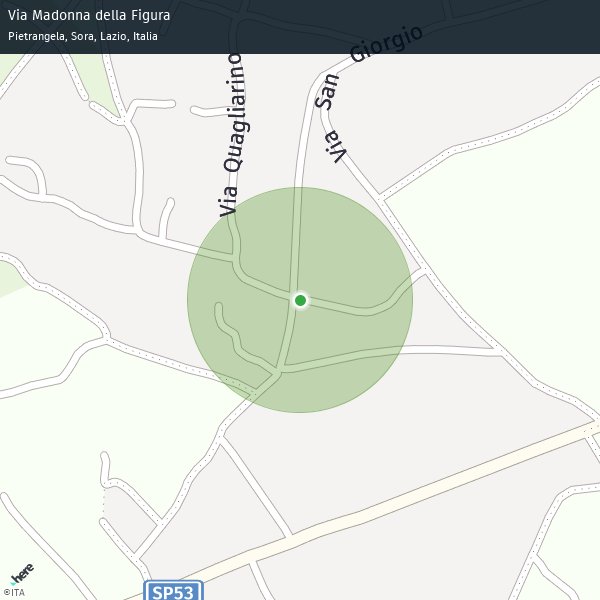 Via Madonna della Figura
Pietrangela, Sora, Lazio, Italia
Via San Giorgio
Via Quagliarino
SP53
here
©ITA